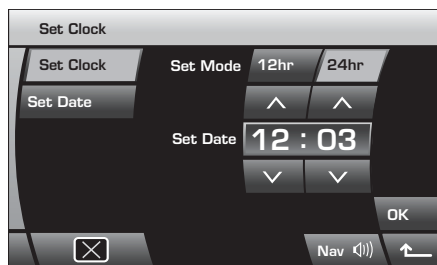 Set Clock
Set Clock
Set Mode 12hr 24hr
Set Date
Set Date 12 : 03
OK
Nav